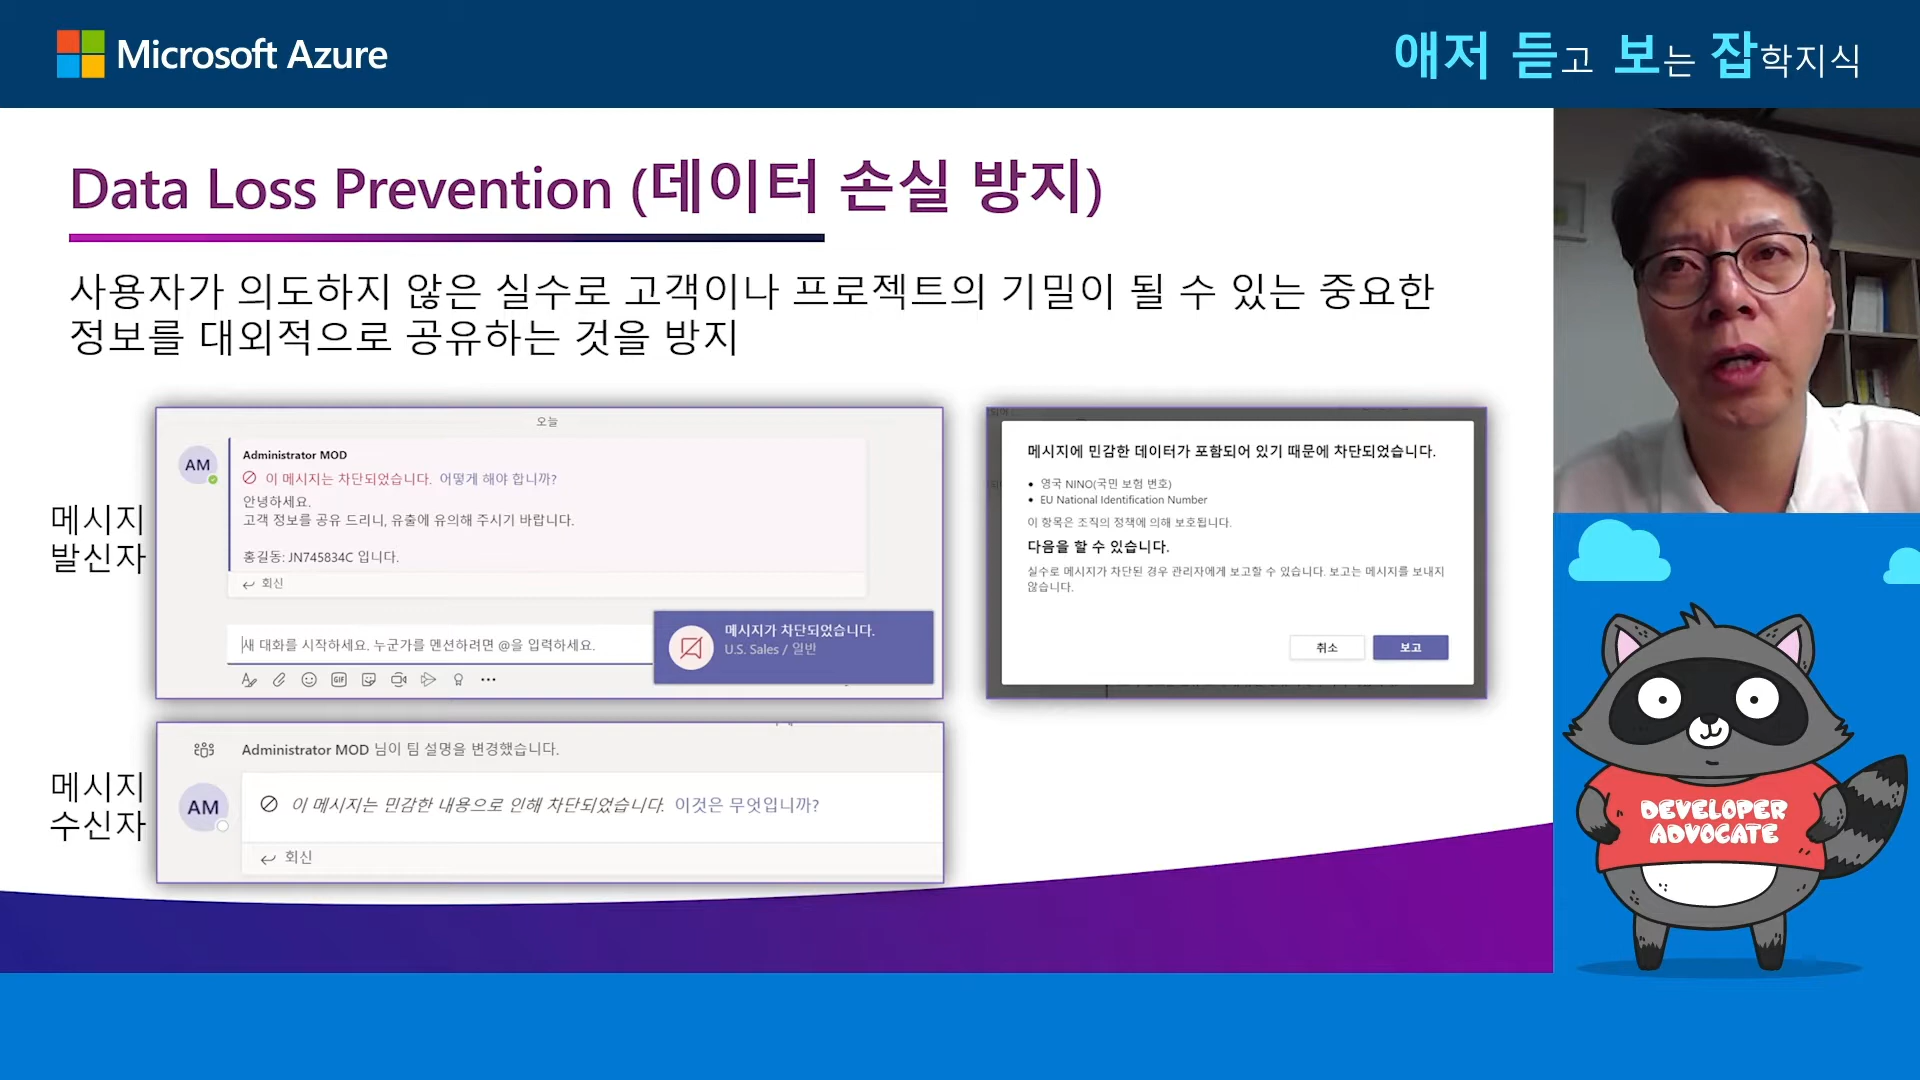 Microsoft Azure
애저 듣고 보는 잡학지식
Data Loss Prevention (데이터 손실 방지)
사용자가 의도하지 않은 실수로 고객이나 프로젝트의 기밀이 될 수 있는 중요한
정보를 대외적으로 공유하는 것을 방지
메시지
발신자
오늘
AM
Administrator MOD
이 메시지는 차단되었습니다. 어떻게 해야 합니까?
안녕하세요.
고객 정보를 공유 드리니, 유출에 유의해 주시기 바랍니다.
홍길동: JN745834C 입니다.
회신
새 대화를 시작하세요. 누군가를 멘션하려면 @을 입력하세요.
GIF
메시지가 차단되었습니다.
U.S. Sales / 일반
메시지에 민감한 데이터가 포함되어 있기 때문에 차단되었습니다.
• 영국 NINO(국민 보험 번호)
• EU National Identification Number
이 항목은 조직의 정책에 의해 보호됩니다.
다음을 할 수 있습니다.
실수로 메시지가 차단된 경우 관리자에게 보고할 수 있습니다. 보고는 메시지를 보내지
않습니다.
취소
보고
메시지
수신자
Administrator MOD 님이 팀 설명을 변경했습니다.
AM
이 메시지는 민감한 내용으로 인해 차단되었습니다. 이것은 무엇입니까?
회신
DEVELOPER
ADVOCATE